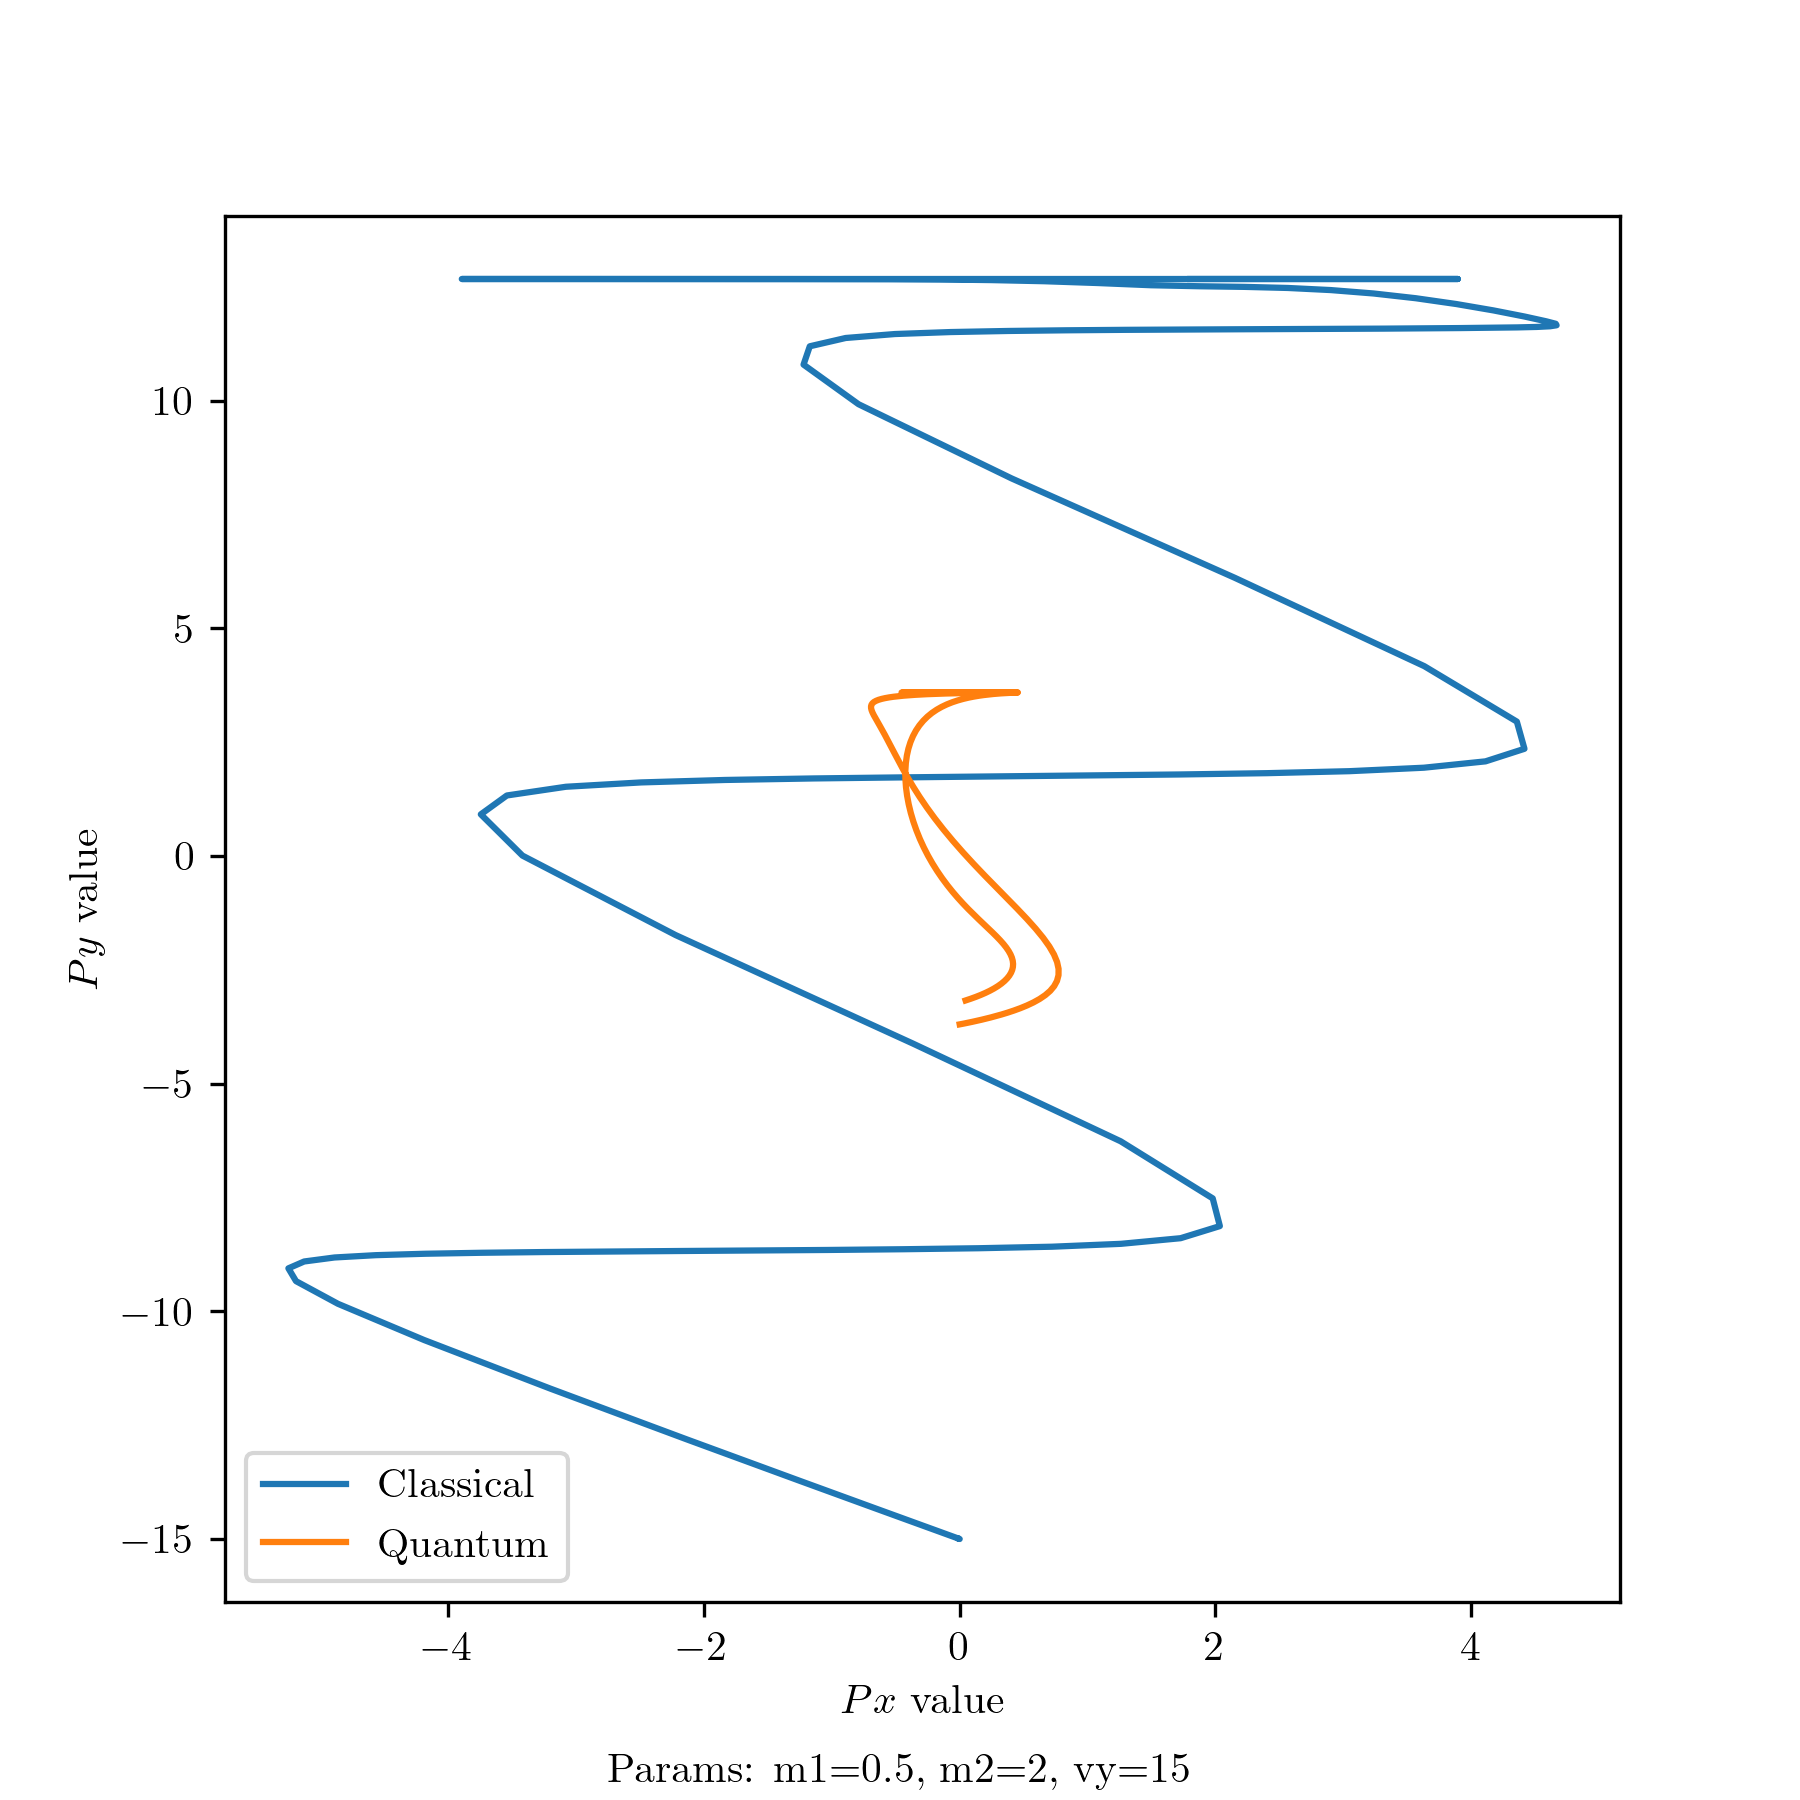 10
5
0
−5
−10
−15
Py value
Classical
Quantum
−4 −2 0 2 4
Px value
Params: m1=0.5, m2=2, vy=15